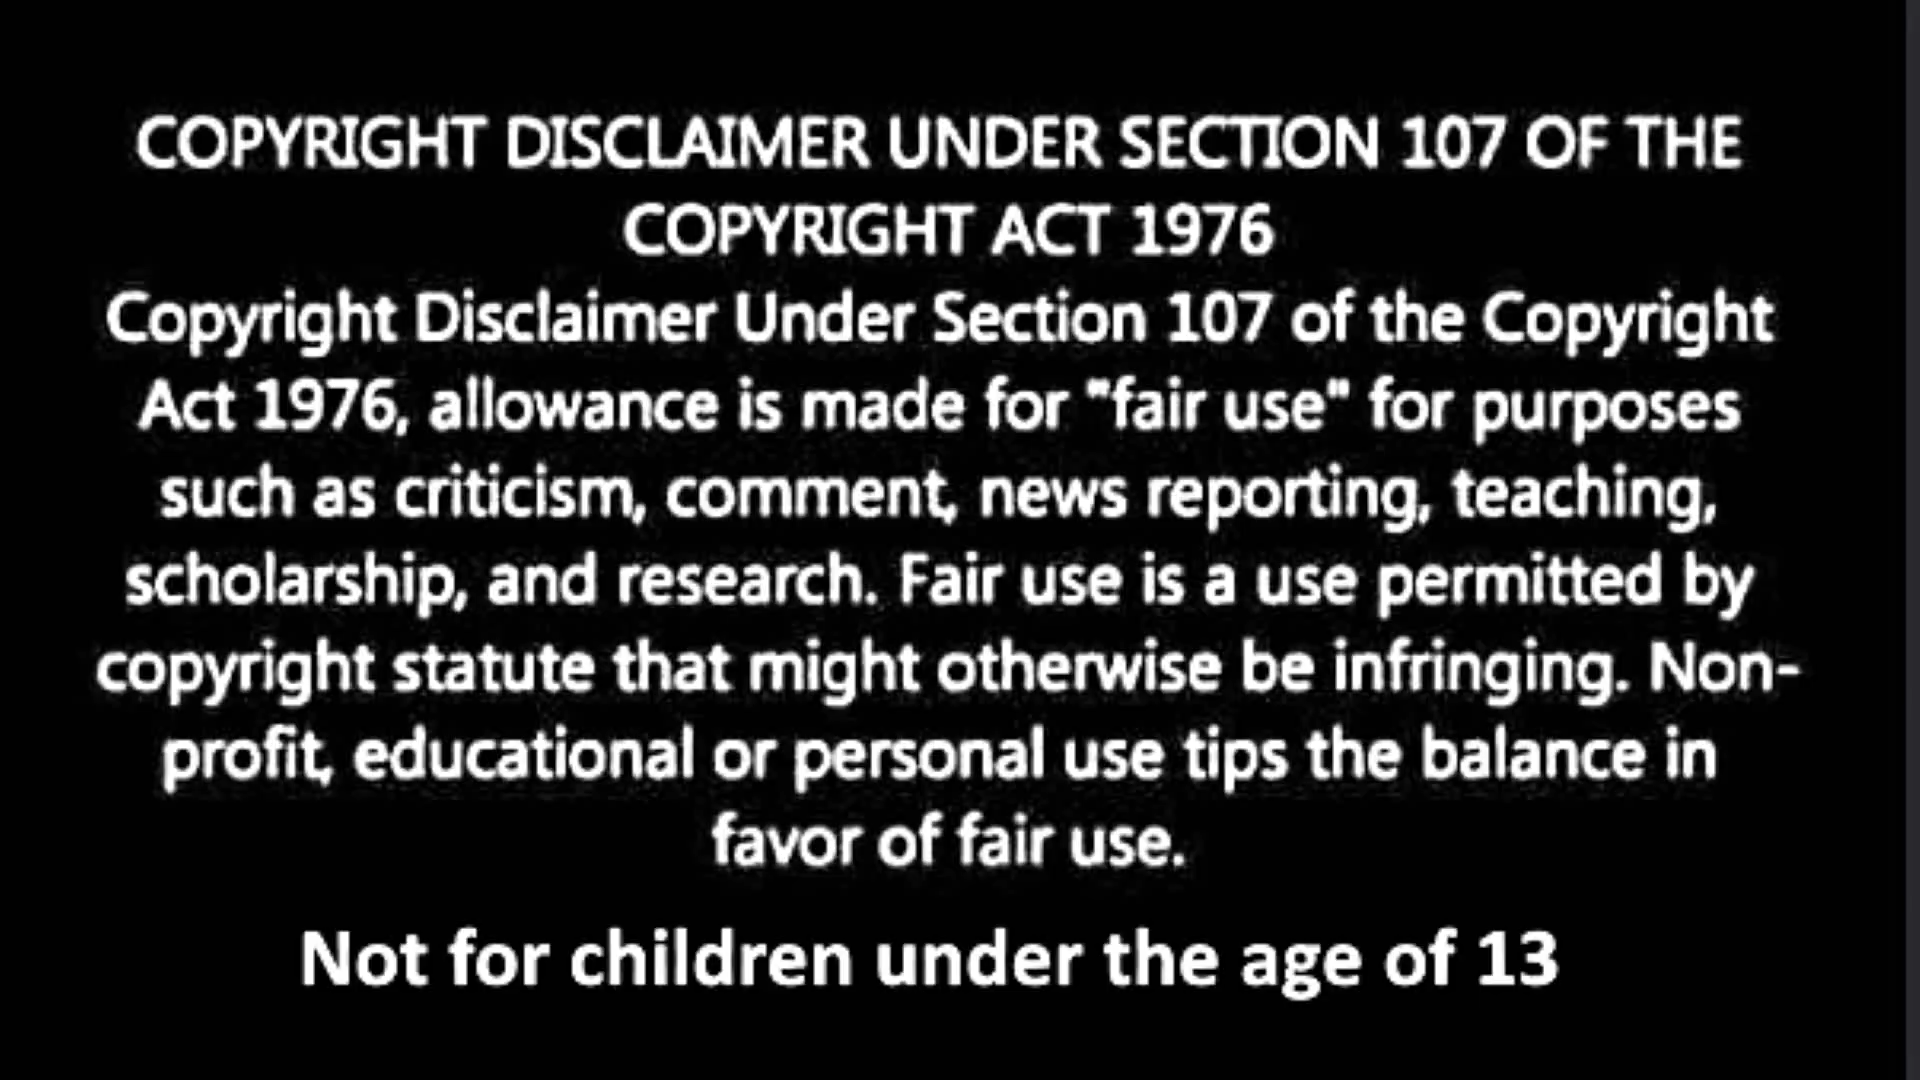 COPYRIGHT DISCLAIMER UNDER SECTION 107 OF THE
COPYRIGHT ACT 1976
Copyright Disclaimer Under Section 107 of the Copyright
Act 1976, allowance is made for "fair use" for purposes
such as criticism, comment, news reporting, teaching,
scholarship, and research. Fair use is a use permitted by
copyright statute that might otherwise be infringing. Non-
profit, educational or personal use tips the balance in
favor of fair use.
Not for children under the age of 13